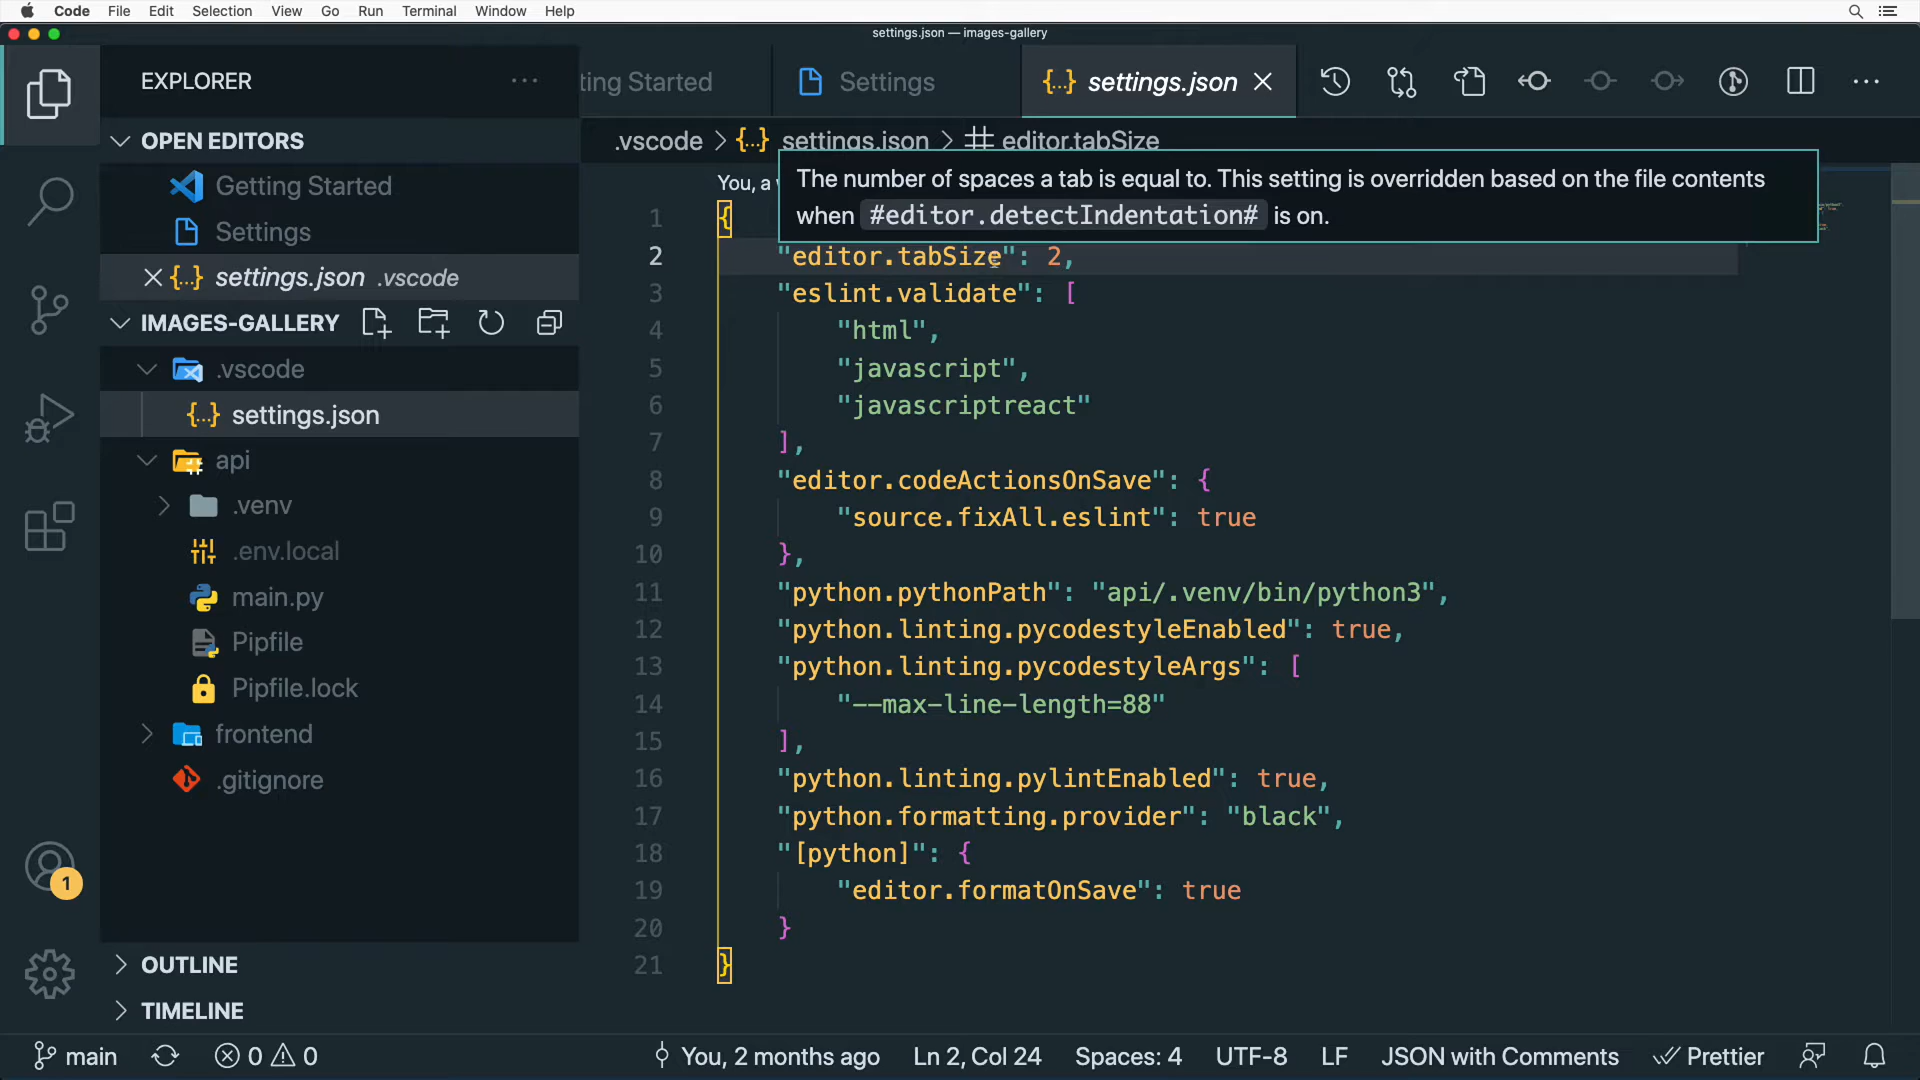 Code File Edit Selection View Go Run Terminal Window Help
settings.json — images-gallery
EXPLORER
ting Started
Settings
{..} settings.json
OPEN EDITORS
Getting Started
Settings
{..} settings.json .vscode
IMAGES-GALLERY
.vscode
{..} settings.json
api
.venv
.env.local
main.py
Pipfile
Pipfile.lock
frontend
.gitignore
OUTLINE
TIMELINE
1
.vscode > {..} settings.json > editor.tabSize
You, a
The number of spaces a tab is equal to. This setting is overridden based on the file contents
when #editor.detectIndentation# is on.
1 {
2 "editor.tabSize": 2,
3 "eslint.validate": [
4 "html",
5 "javascript",
6 "javascriptreact"
7 ],
8 "editor.codeActionsOnSave": {
9 "source.fixAll.eslint": true
10 },
11 "python.pythonPath": "api/.venv/bin/python3",
12 "python.linting.pycodestyleEnabled": true,
13 "python.linting.pycodestyleArgs": [
14 "--max-line-length=88"
15 ],
16 "python.linting.pylintEnabled": true,
17 "python.formatting.provider": "black",
18 "[python]": {
19 "editor.formatOnSave": true
20 }
21 }
main 0 0 You, 2 months ago Ln 2, Col 24 Spaces: 4 UTF-8 LF JSON with Comments Prettier